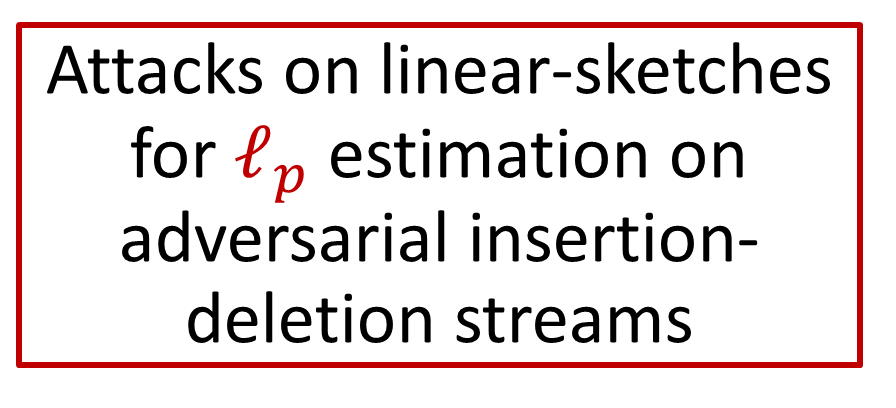 Attacks on linear-sketches
for ℓₚ estimation on
adversarial insertion-
deletion streams